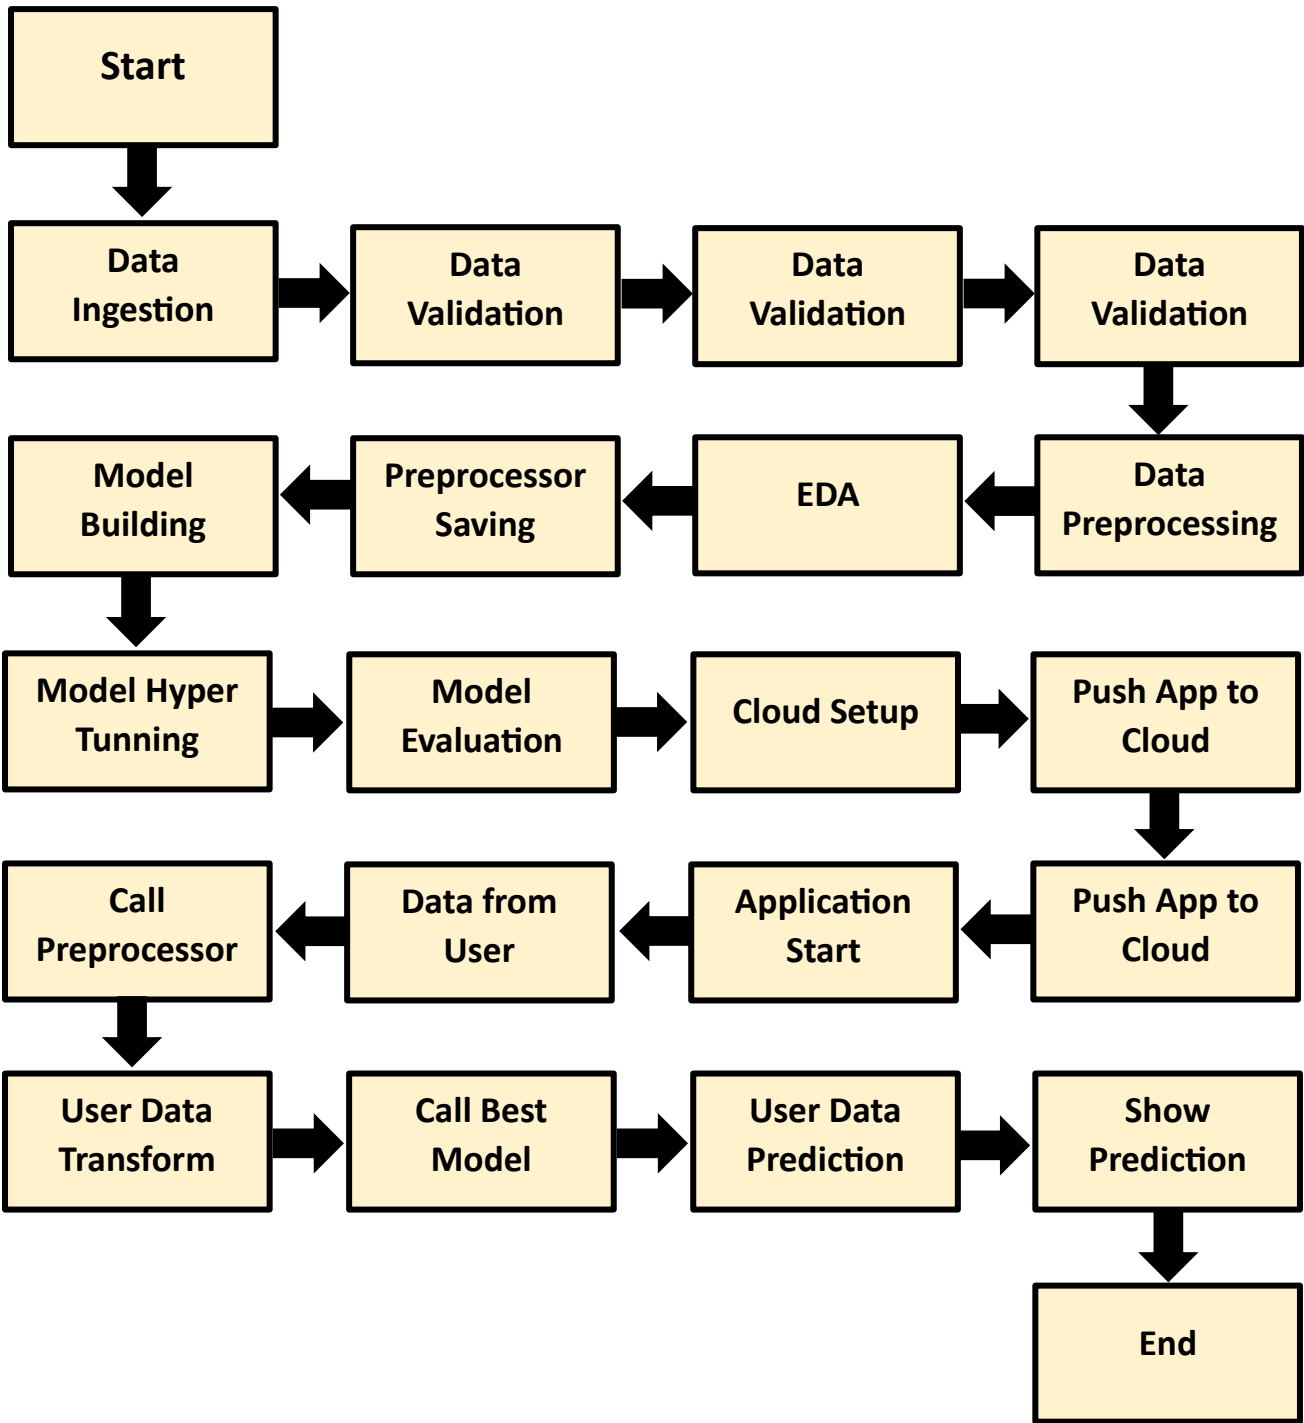 Start
Data
Ingestion
Data
Validation
Data
Validation
Data
Validation
Model
Building
Preprocessor
Saving
EDA
Data
Preprocessing
Model Hyper
Tunning
Model
Evaluation
Cloud Setup
Push App to
Cloud
Call
Preprocessor
Data from
User
Application
Start
Push App to
Cloud
User Data
Transform
Call Best
Model
User Data
Prediction
Show
Prediction
End